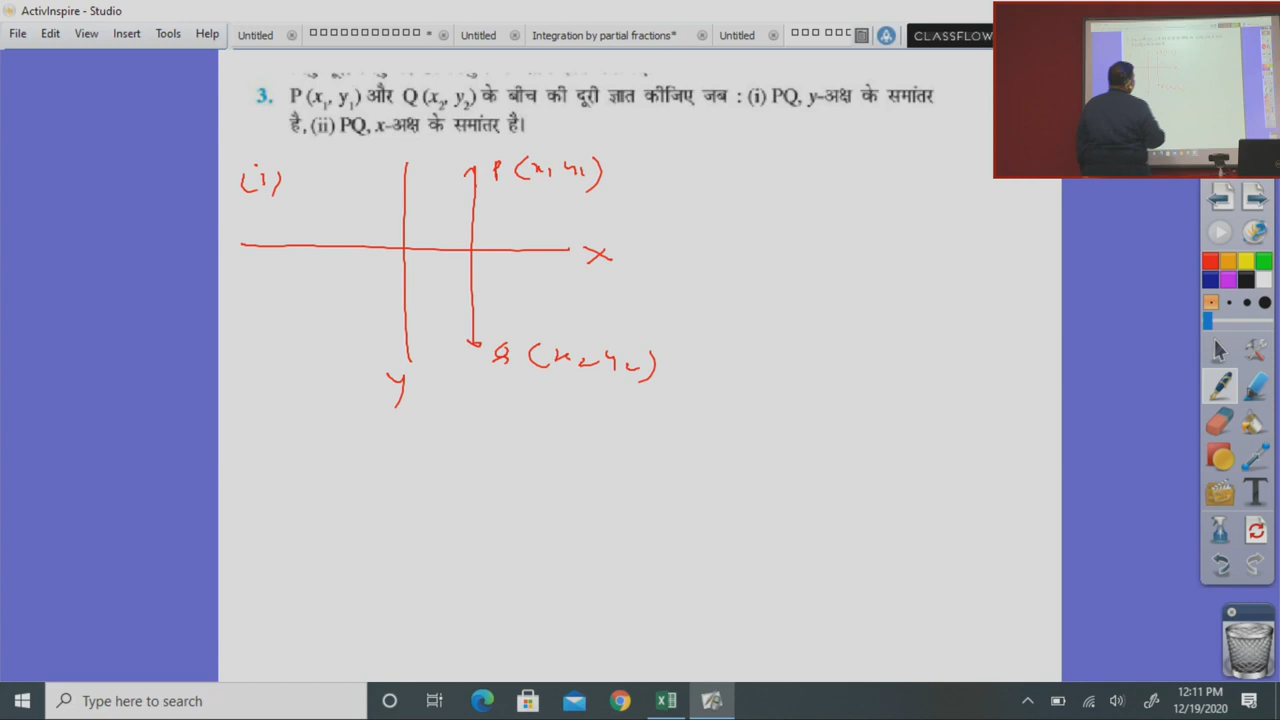 ActivInspire - Studio
File Edit View Insert Tools Help
Untitled Untitled Integration by partial fractions* Untitled CLASSFLOW
3. P (x₁, y₁) और Q (x₂, y₂) के बीच की दूरी ज्ञात कीजिए जब : (i) PQ, y-अक्ष के समांतर
है, (ii) PQ, x-अक्ष के समांतर है।
(i)
P (x₁ y₁)
x
Q (x₂ y₂)
y
Type here to search
12:11 PM
12/19/2020